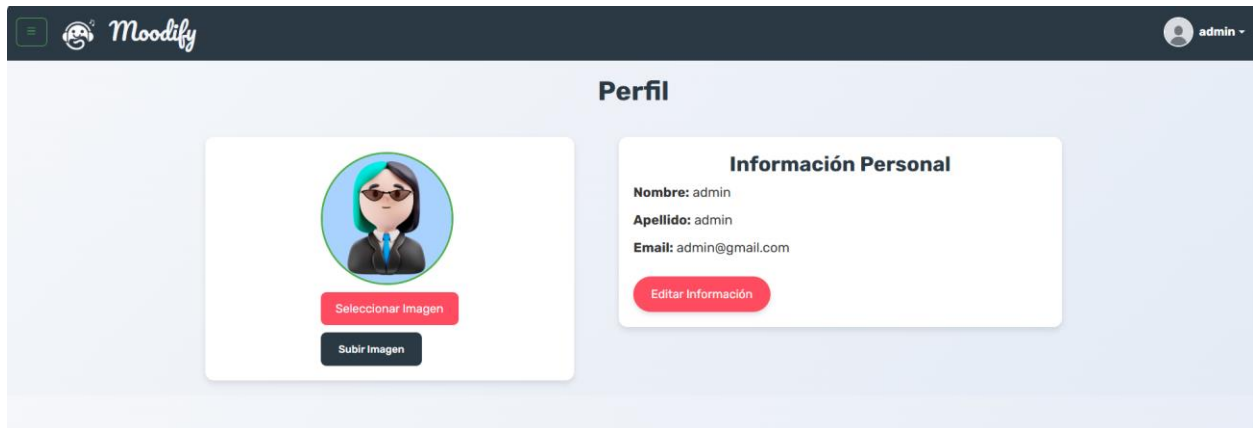 Moodify
admin
Perfil
Seleccionar Imagen
Subir Imagen
Información Personal
Nombre: admin
Apellido: admin
Email: admin@gmail.com
Editar Información